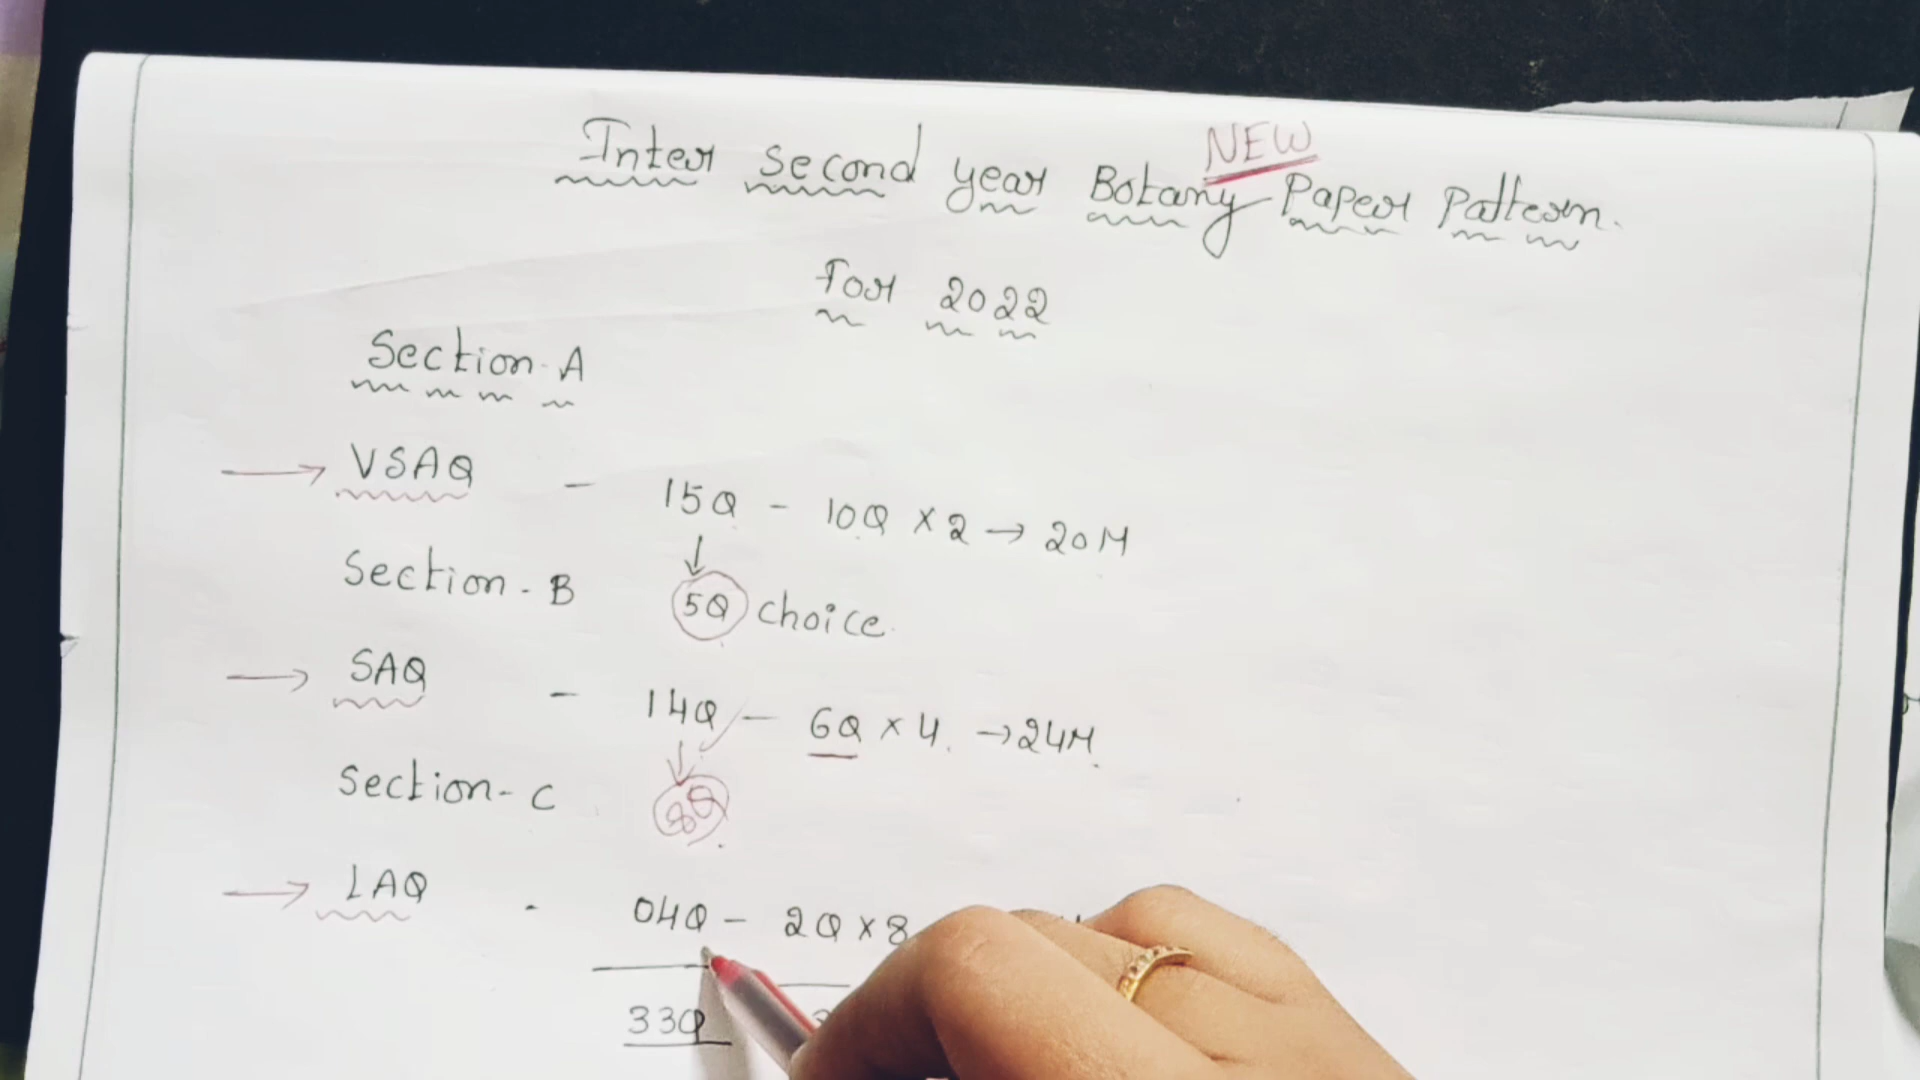 NEW
Inter second year Botany Paper Pattern.
For 2022
Section-A
VSAQ - 15Q - 10Q × 2 → 20M
5Q choice.
Section-B
SAQ - 14Q - 6Q × 4. → 24M.
8Q
Section-C
LAQ - 04Q - 2Q × 8
33Q